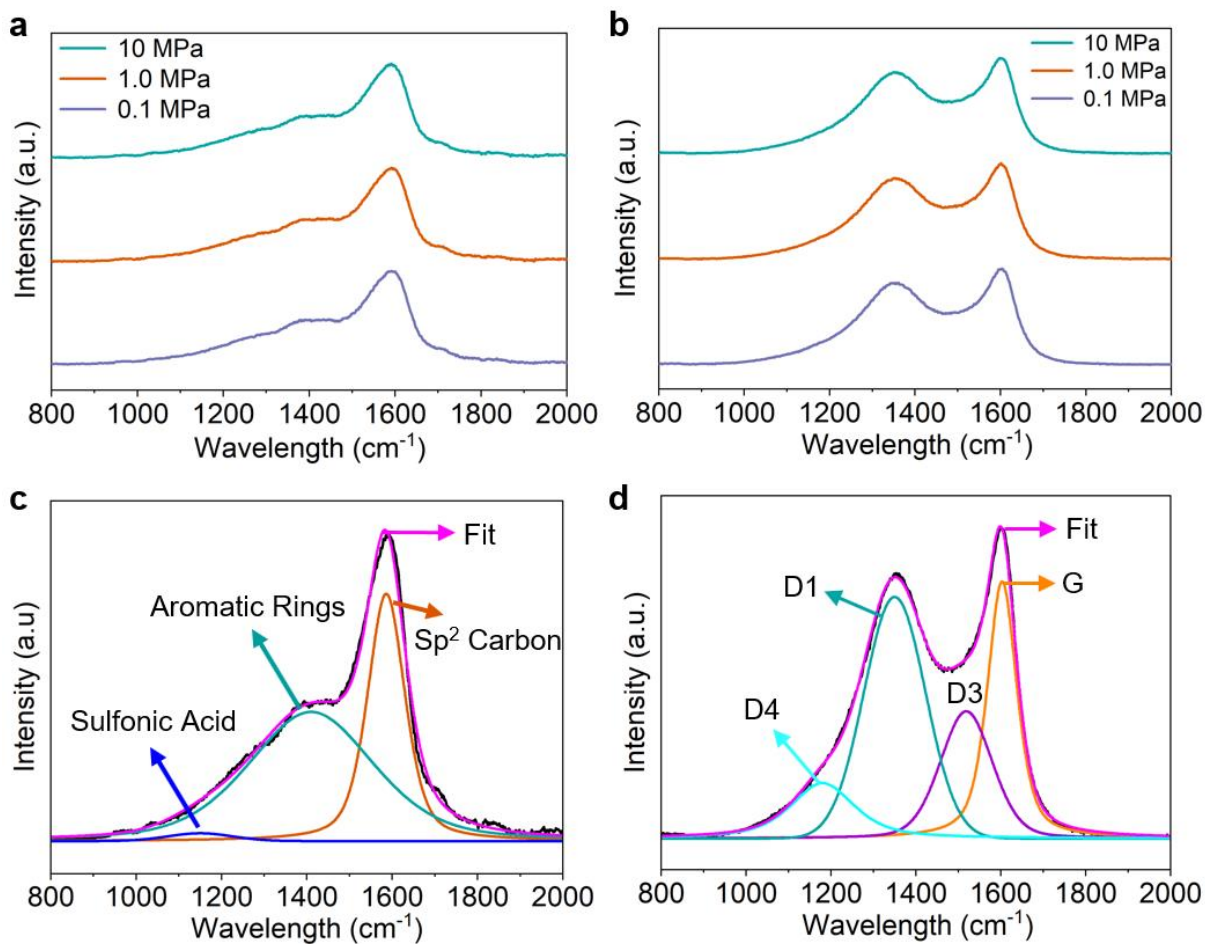 a
10 MPa
1.0 MPa
0.1 MPa
Intensity (a.u.)
800 1000 1200 1400 1600 1800 2000
Wavelength (cm⁻¹)
b
10 MPa
1.0 MPa
0.1 MPa
Intensity (a.u.)
800 1000 1200 1400 1600 1800 2000
Wavelength (cm⁻¹)
c
Fit
Aromatic Rings
Sp² Carbon
Sulfonic Acid
Intensity (a.u)
800 1000 1200 1400 1600 1800 2000
Wavelength (cm⁻¹)
d
Fit
D1
G
D3
D4
Intensity (a.u.)
800 1000 1200 1400 1600 1800 2000
Wavelength (cm⁻¹)